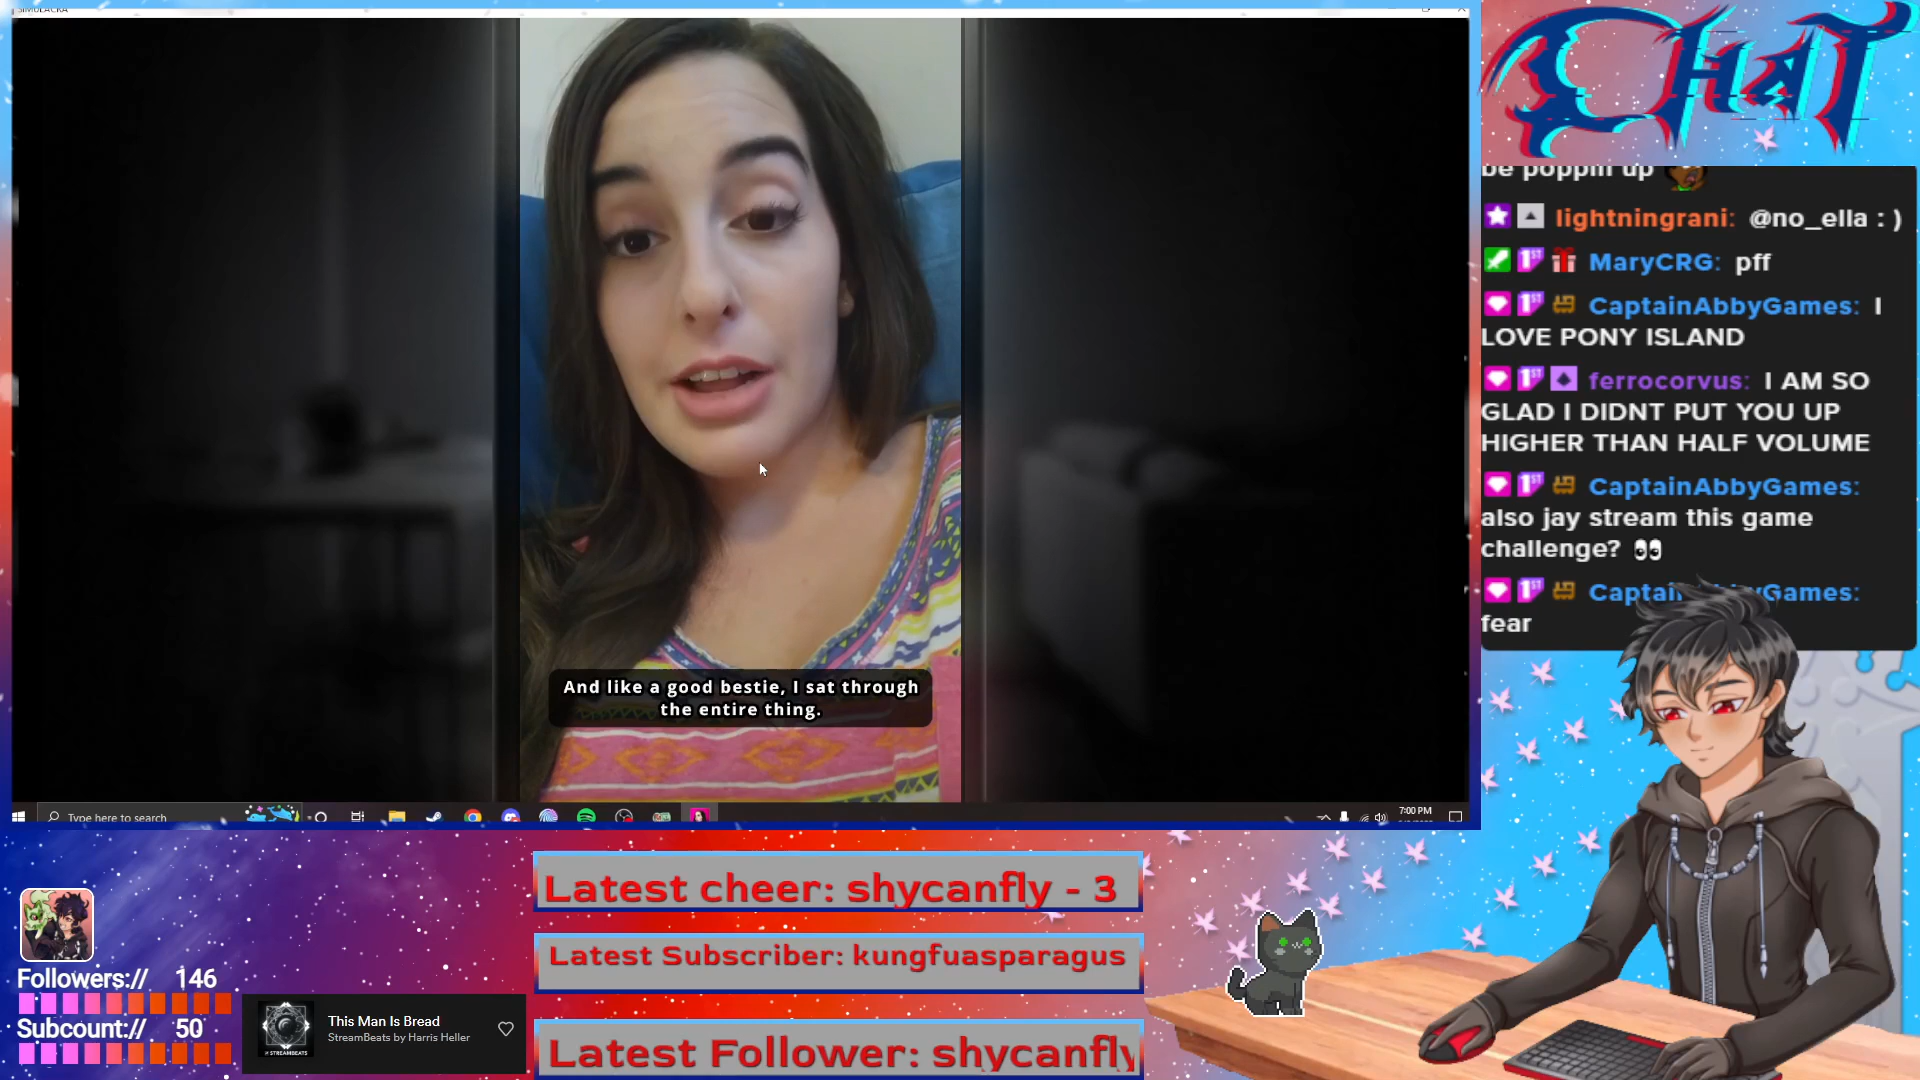 SIMULACRA
CHaT
be poppin up
lightningrani: @no_ella : )
MaryCRG: pff
CaptainAbbyGames: I
LOVE PONY ISLAND
ferrocorvus: I AM SO
GLAD I DIDNT PUT YOU UP
HIGHER THAN HALF VOLUME
CaptainAbbyGames:
also jay stream this game
challenge? 👀
fear
And like a good bestie, I sat through
the entire thing.
Type here to search
7:00 PM
Followers:// 146
Subcount:// 50
This Man Is Bread
StreamBeats by Harris Heller
STREAMBEATS
Latest cheer: shycanfly - 3
Latest Subscriber: kungfuasparagus
Latest Follower: shycanfly